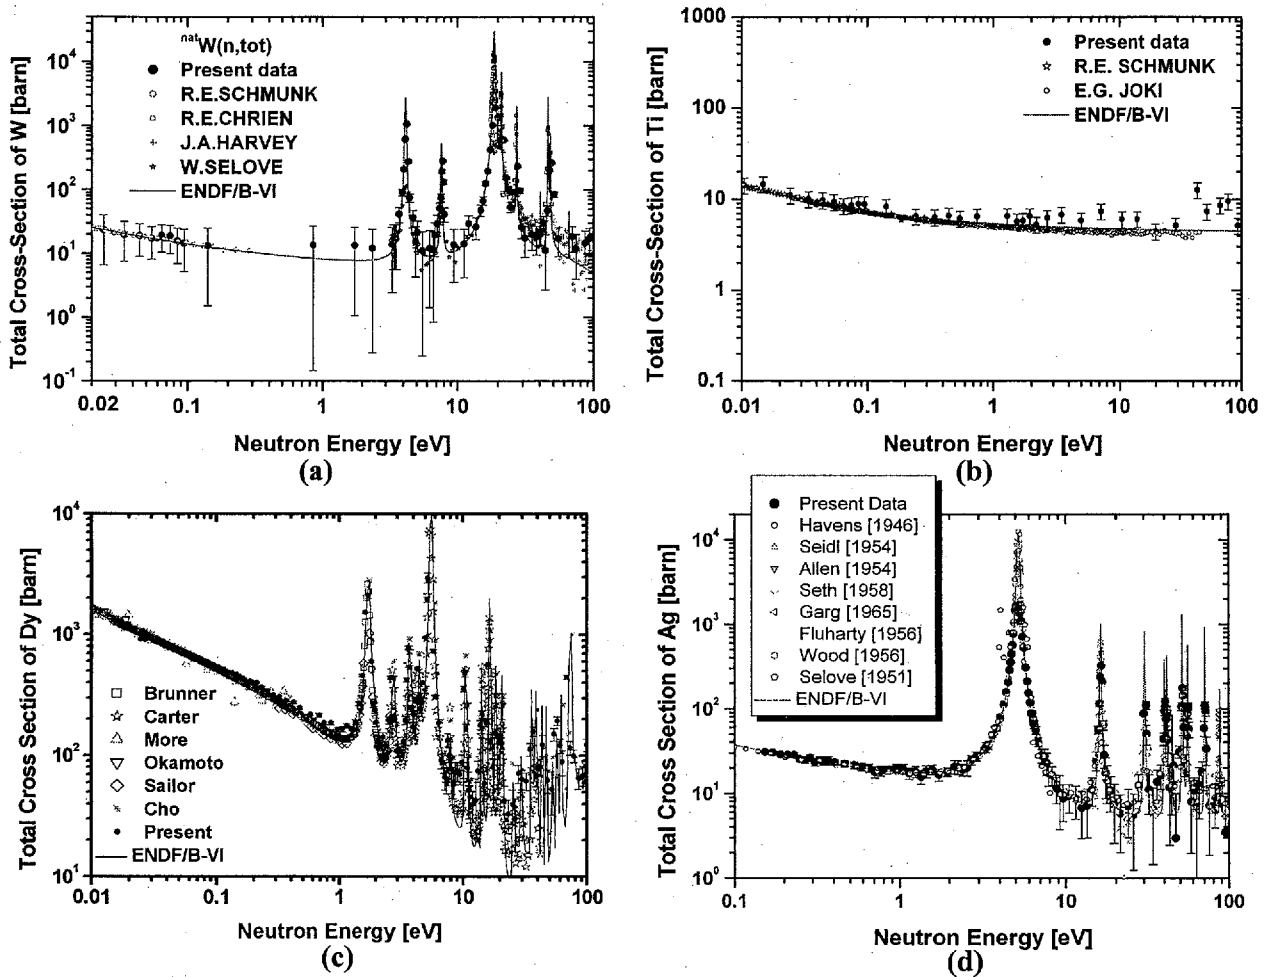 natW(n,tot)
Present data
R.E.SCHMUNK
R.E.CHRIEN
J.A.HARVEY
W.SELOVE
ENDF/B-VI
Total Cross-Section of W [barn]
10^4
10^3
10^2
10^1
10^0
10^-1
0.02
0.1
1
10
100
Neutron Energy [eV]
(a)
Present data
R.E. SCHMUNK
E.G. JOKI
ENDF/B-VI
Total Cross-Section of Ti [barn]
1000
100
10
1
0.1
0.01
0.1
1
10
100
Neutron Energy [eV]
(b)
Total Cross Section of Dy [barn]
10^4
10^3
10^2
10^1
Brunner
Carter
More
Okamoto
Sailor
Cho
Present
ENDF/B-VI
0.01
0.1
1
10
100
Neutron Energy [eV]
(c)
Present Data
Havens [1946]
Seidl [1954]
Allen [1954]
Seth [1958]
Garg [1965]
Fluharty [1956]
Wood [1956]
Selove [1951]
ENDF/B-VI
Total Cross Section of Ag [barn]
10^4
10^3
10^2
10^1
10^0
0.1
1
10
100
Neutron Energy [eV]
(d)